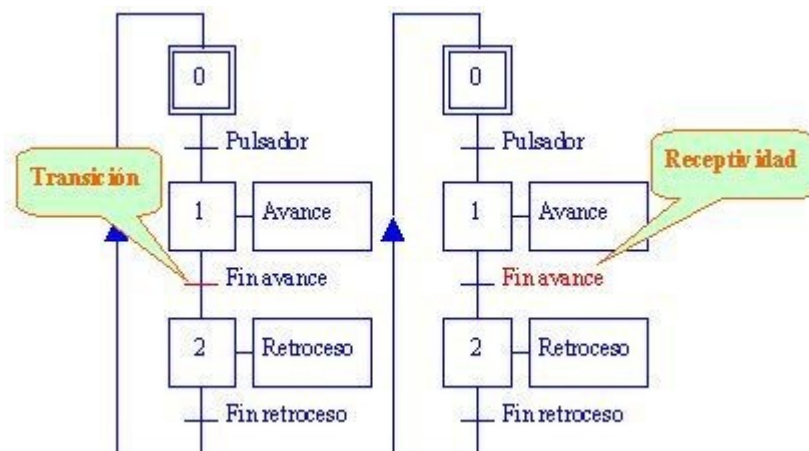 0
Pulsador
Transición
1
Avance
Fin avance
2
Retroceso
Fin retroceso
0
Pulsador
Receptividad
1
Avance
Fin avance
2
Retroceso
Fin retroceso